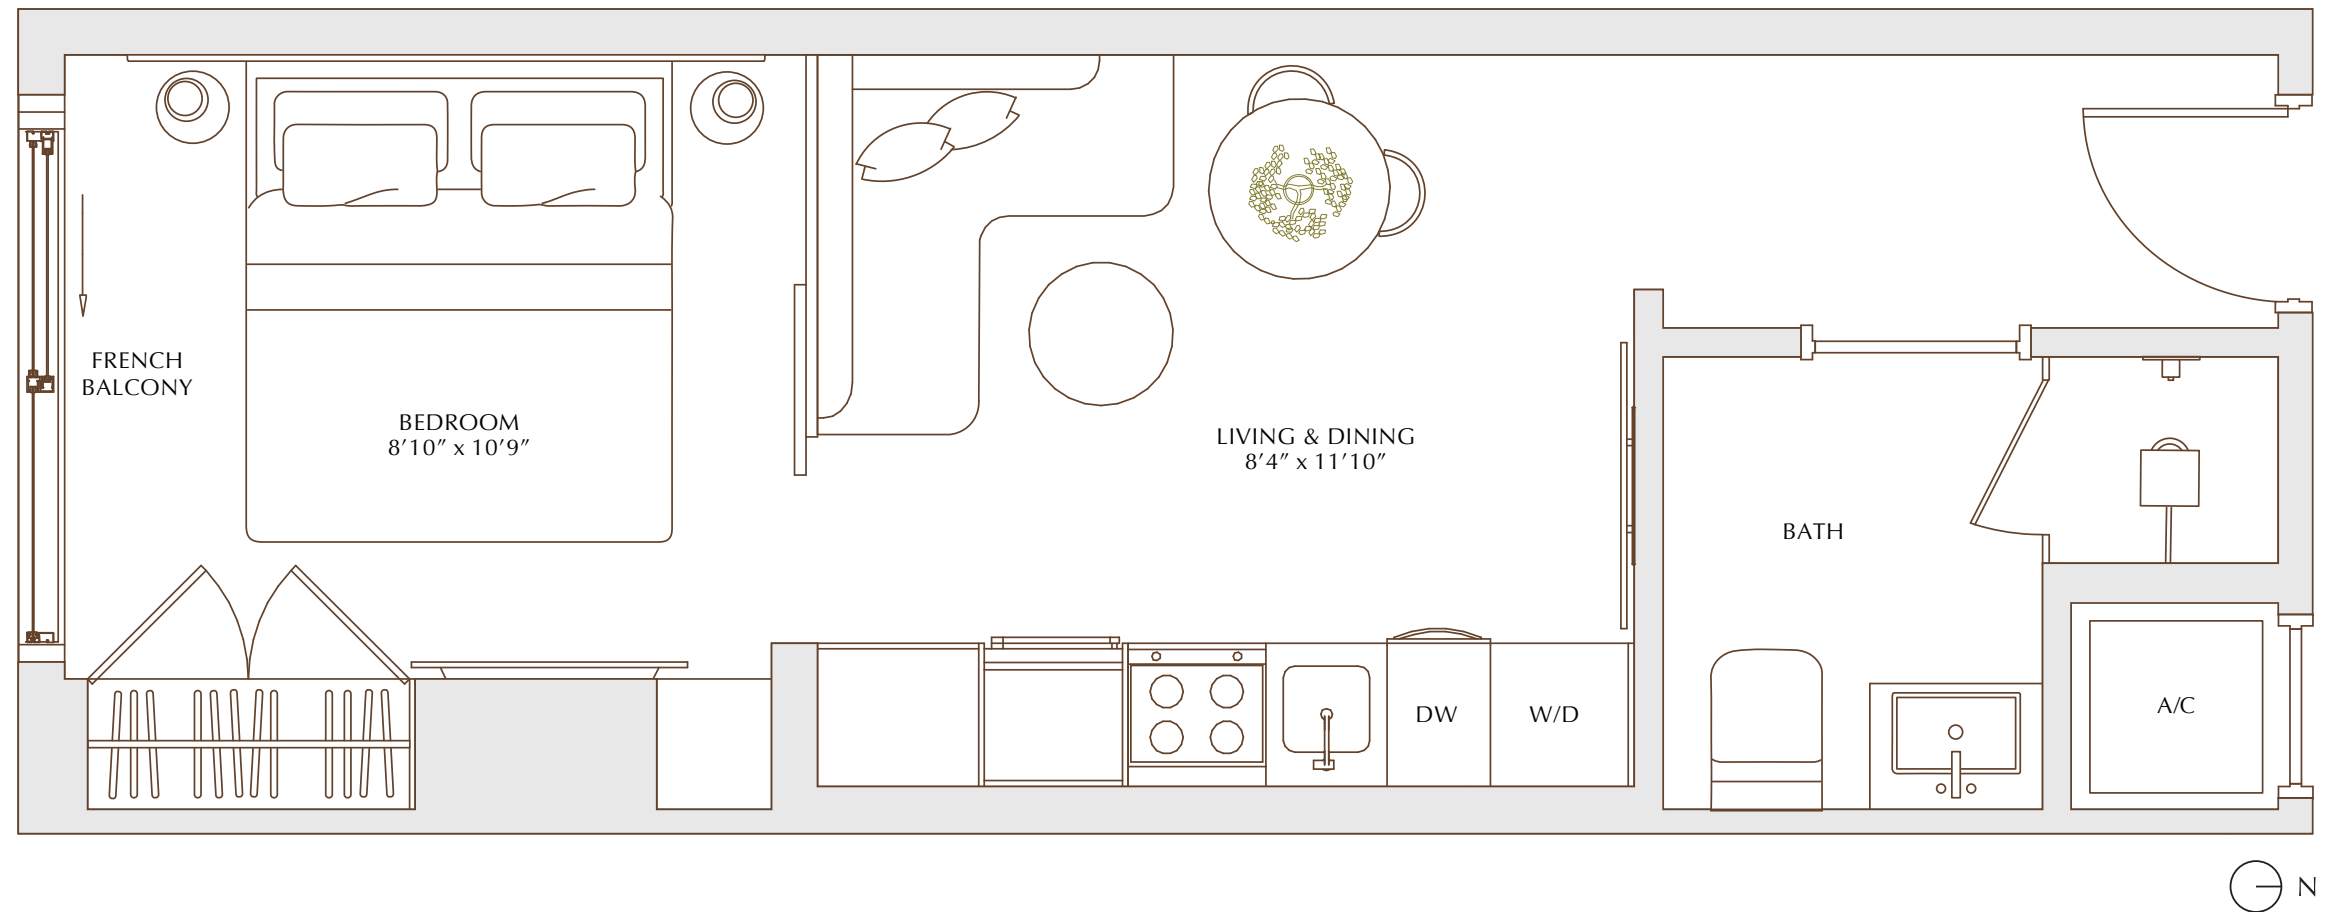 FRENCH
BALCONY
BEDROOM
8′10″ x 10′9″
LIVING & DINING
8′4″ x 11′10″
BATH
DW
W/D
A/C
N